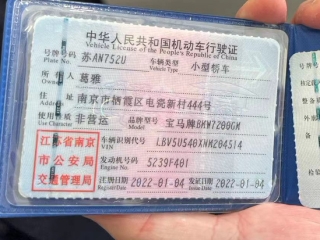 中华人民共和国机动车行驶证
Vehicle License of the People's Republic of China
号牌号码 苏AN752U 车辆类型 小型轿车
Plate No. Vehicle Type
所有人 葛雅
Owner
住址 南京市栖霞区电瓷新村444号
Address
使用性质 非营运 品牌型号 宝马牌BMW7200GM
Use Character Model
江苏省南京
市公安局
交通管理局
车辆识别代号 LBV5U540XNM204514
VIN
发动机号码 5239F401
Engine No.
注册日期 2022-01-04 发证日期 2022-01-04
Register Date Issue Date